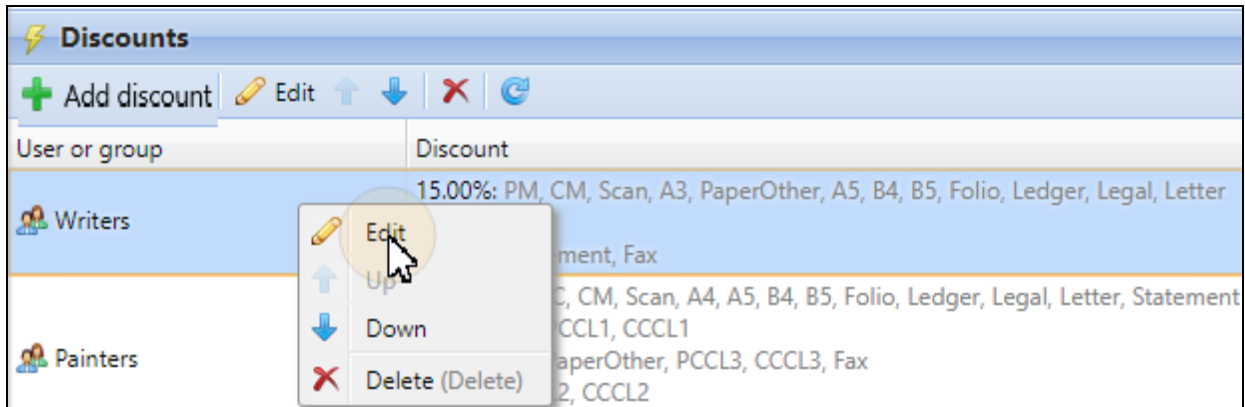 Discounts
Add discount Edit
User or group Discount
15.00%: PM, CM, Scan, A3, PaperOther, A5, B4, B5, Folio, Ledger, Legal, Letter
Writers
Edit
ment, Fax
Up
C, CM, Scan, A4, A5, B4, B5, Folio, Ledger, Legal, Letter, Statement
Down
CCL1, CCCL1
Painters
aperOther, PCCL3, CCCL3, Fax
Delete (Delete)
2, CCCL2